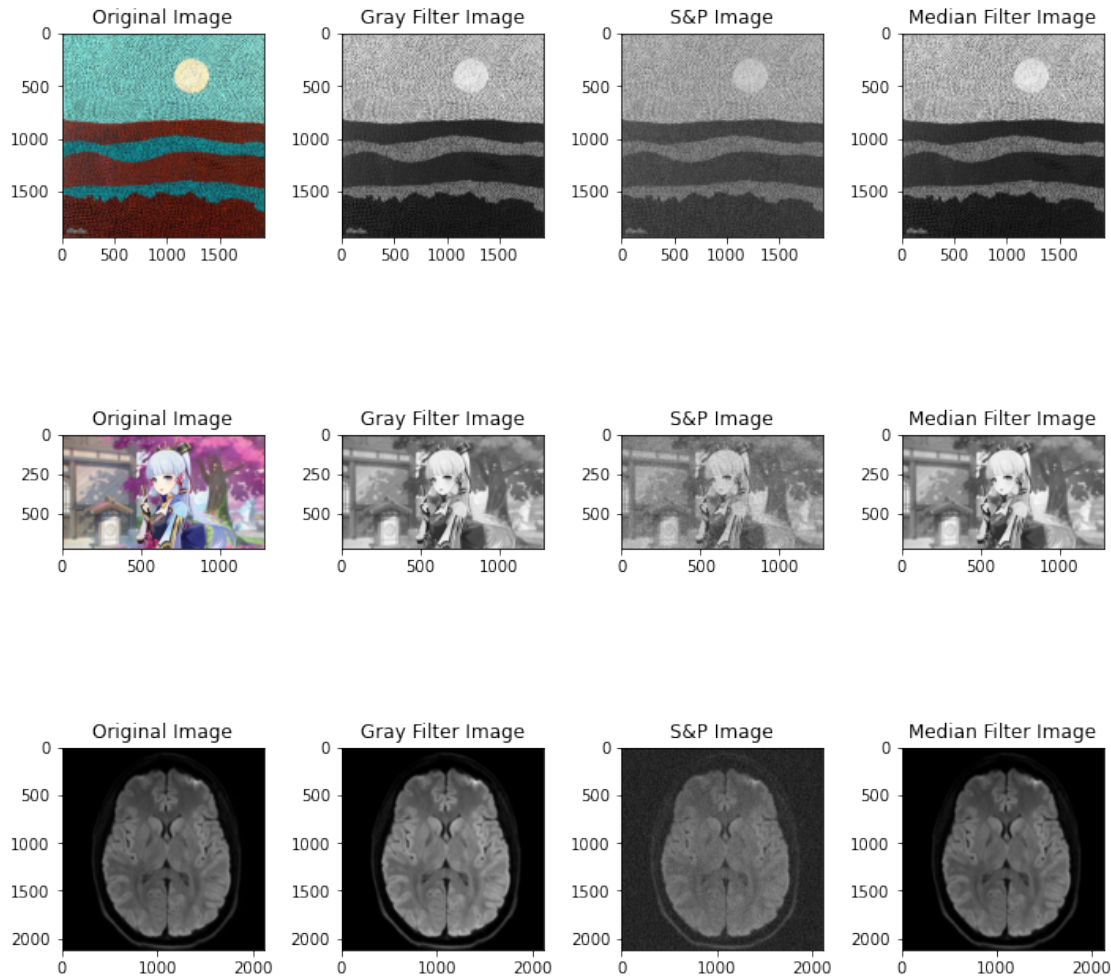 Original Image Gray Filter Image S&P Image Median Filter Image
0 0 0 0
500 500 500 500
1000 1000 1000 1000
1500 1500 1500 1500
0 500 1000 1500 0 500 1000 1500 0 500 1000 1500 0 500 1000 1500
Original Image Gray Filter Image S&P Image Median Filter Image
0 0 0 0
250 250 250 250
500 500 500 500
0 500 1000 0 500 1000 0 500 1000 0 500 1000
Original Image Gray Filter Image S&P Image Median Filter Image
0 0 0 0
500 500 500 500
1000 1000 1000 1000
1500 1500 1500 1500
2000 2000 2000 2000
0 1000 2000 0 1000 2000 0 1000 2000 0 1000 2000